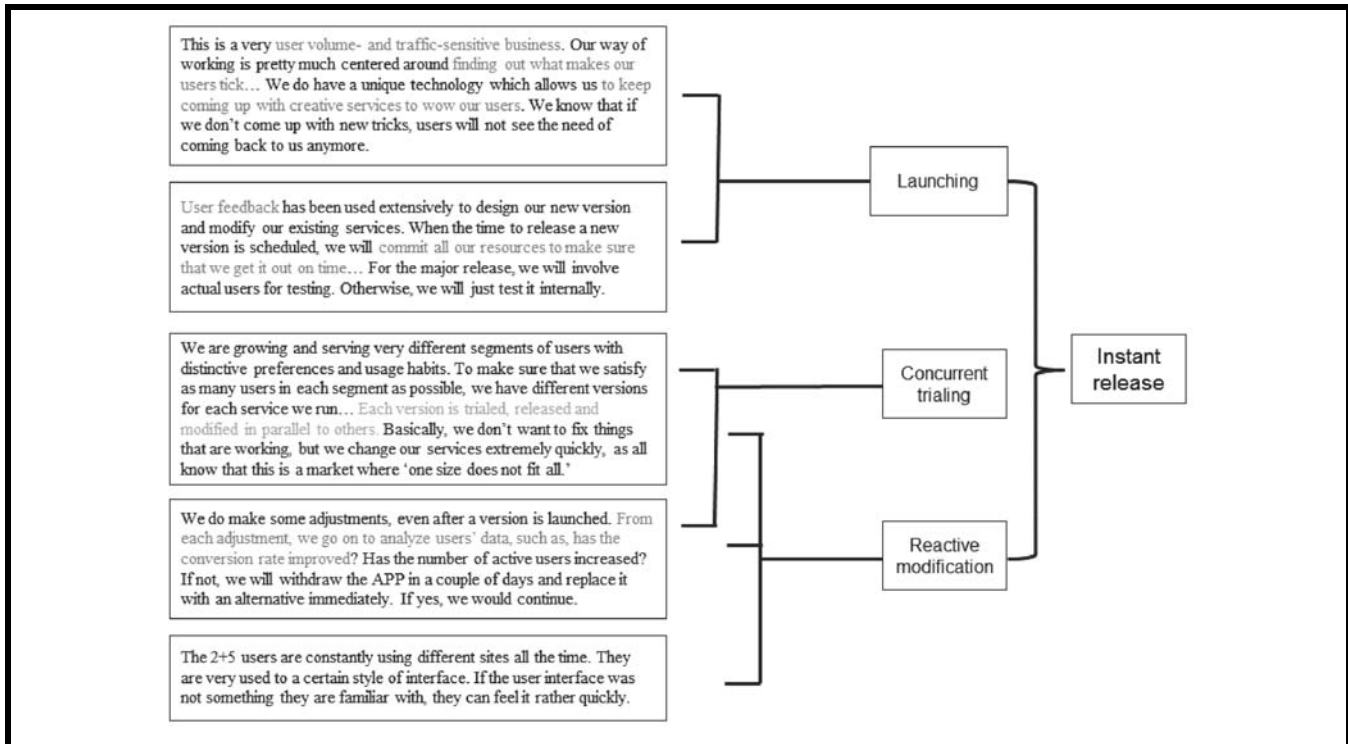 This is a very user volume- and traffic-sensitive business. Our way of
working is pretty much centered around finding out what makes our
users tick… We do have a unique technology which allows us to keep
coming up with creative services to wow our users. We know that if
we don’t come up with new tricks, users will not see the need of
coming back to us anymore.
User feedback has been used extensively to design our new version
and modify our existing services. When the time to release a new
version is scheduled, we will commit all our resources to make sure
that we get it out on time… For the major release, we will involve
actual users for testing. Otherwise, we will just test it internally.
We are growing and serving very different segments of users with
distinctive preferences and usage habits. To make sure that we satisfy
as many users in each segment as possible, we have different versions
for each service we run… Each version is trialed, released and
modified in parallel to others. Basically, we don’t want to fix things
that are working, but we change our services extremely quickly, as all
know that this is a market where ‘one size does not fit all.’
We do make some adjustments, even after a version is launched. From
each adjustment, we go on to analyze users’ data, such as, has the
conversion rate improved? Has the number of active users increased?
If not, we will withdraw the APP in a couple of days and replace it
with an alternative immediately. If yes, we would continue.
The 2+5 users are constantly using different sites all the time. They
are very used to a certain style of interface. If the user interface was
not something they are familiar with, they can feel it rather quickly.
Launching
Concurrent
trialing
Reactive
modification
Instant
release